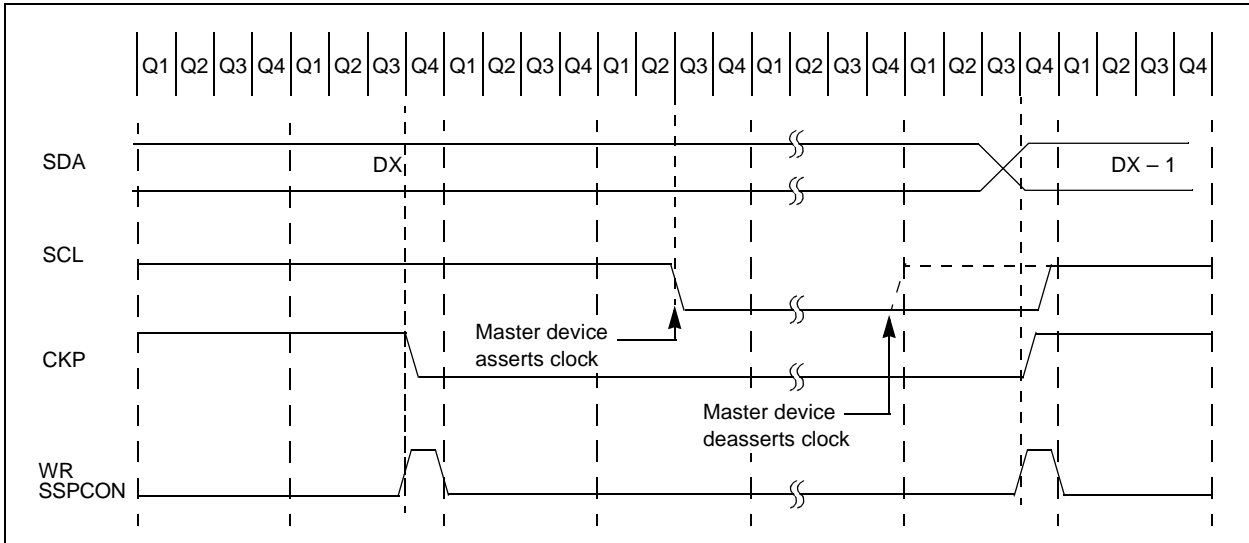 Q1 Q2 Q3 Q4 Q1 Q2 Q3 Q4 Q1 Q2 Q3 Q4 Q1 Q2 Q3 Q4 Q1 Q2 Q3 Q4 Q1 Q2 Q3 Q4 Q1 Q2 Q3 Q4
SDA
DX
DX – 1
SCL
Master device
asserts clock
CKP
Master device
deasserts clock
WR
SSPCON